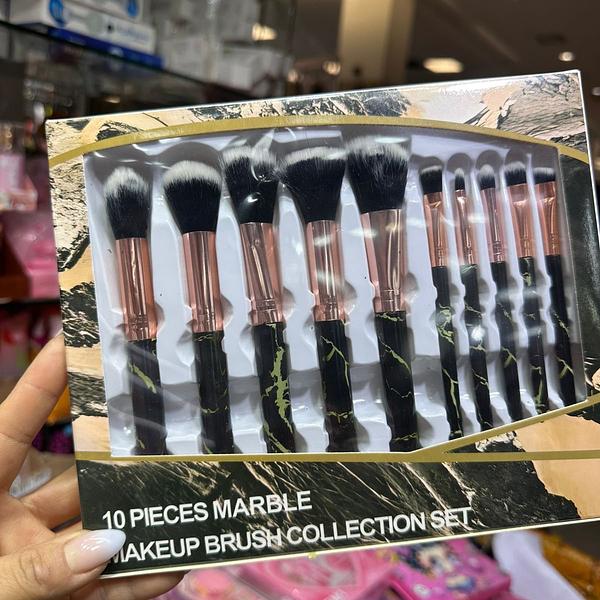 10 PIECES MARBLE
MAKEUP BRUSH COLLECTION SET